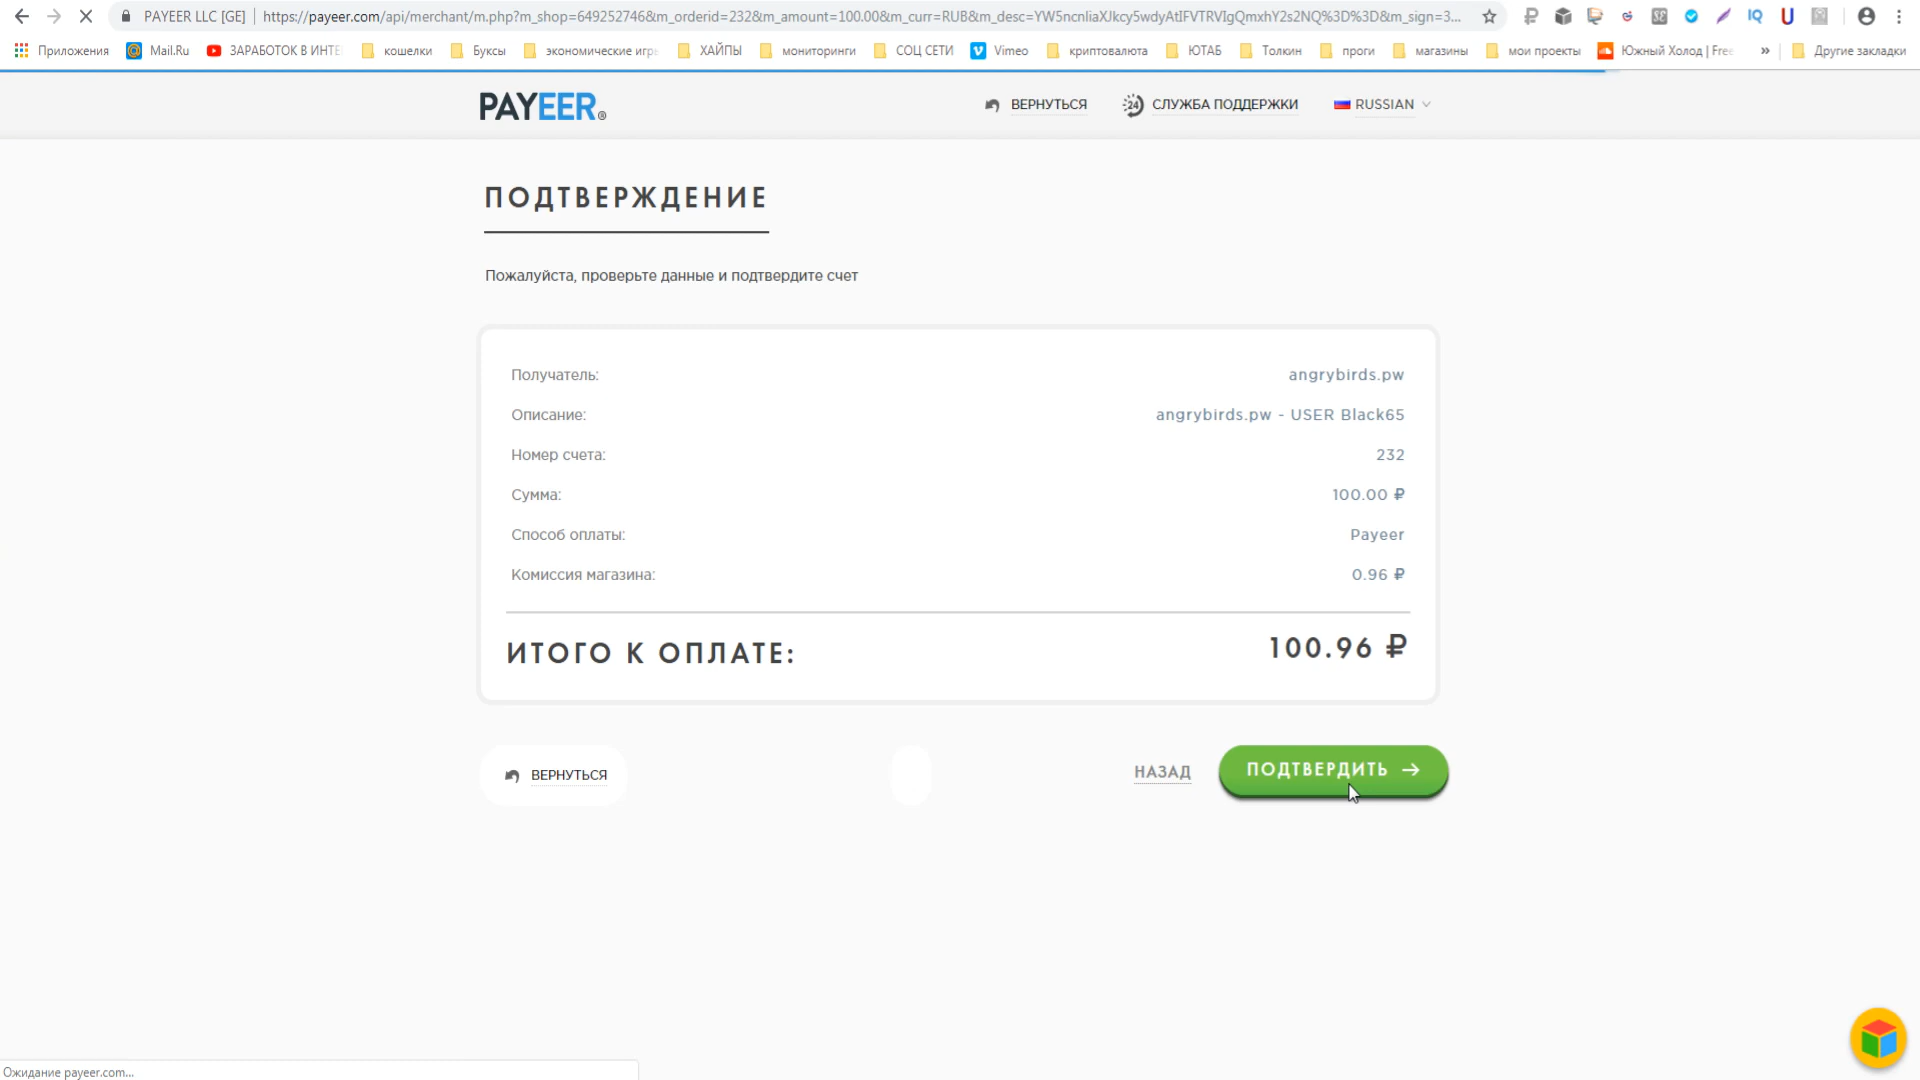 PAYEER LLC [GE] https://payeer.com/api/merchant/m.php?m_shop=649252746&m_orderid=232&m_amount=100.00&m_curr=RUB&m_desc=YW5ncnliaXJkcy5wdyAtIFVTRVIgQmxhY2s2NQ%3D%3D&m_sign=3...
Приложения Mail.Ru ЗАРАБОТОК В ИНТЕ кошелки Буксы экономические игр ХАЙПЫ мониторинги СОЦ СЕТИ Vimeo криптовалюта ЮТАБ Толкин проги магазины мои проекты Южный Холод | Free » Другие закладки
PAYEER ВЕРНУТЬСЯ 24 СЛУЖБА ПОДДЕРЖКИ RUSSIAN
ПОДТВЕРЖДЕНИЕ
Пожалуйста, проверьте данные и подтвердите счет
Получатель: angrybirds.pw
Описание: angrybirds.pw - USER Black65
Номер счета: 232
Сумма: 100.00 ₽
Способ оплаты: Payeer
Комиссия магазина: 0.96 ₽
ИТОГО К ОПЛАТЕ: 100.96 ₽
ВЕРНУТЬСЯ НАЗАД ПОДТВЕРДИТЬ →
Ожидание payeer.com...